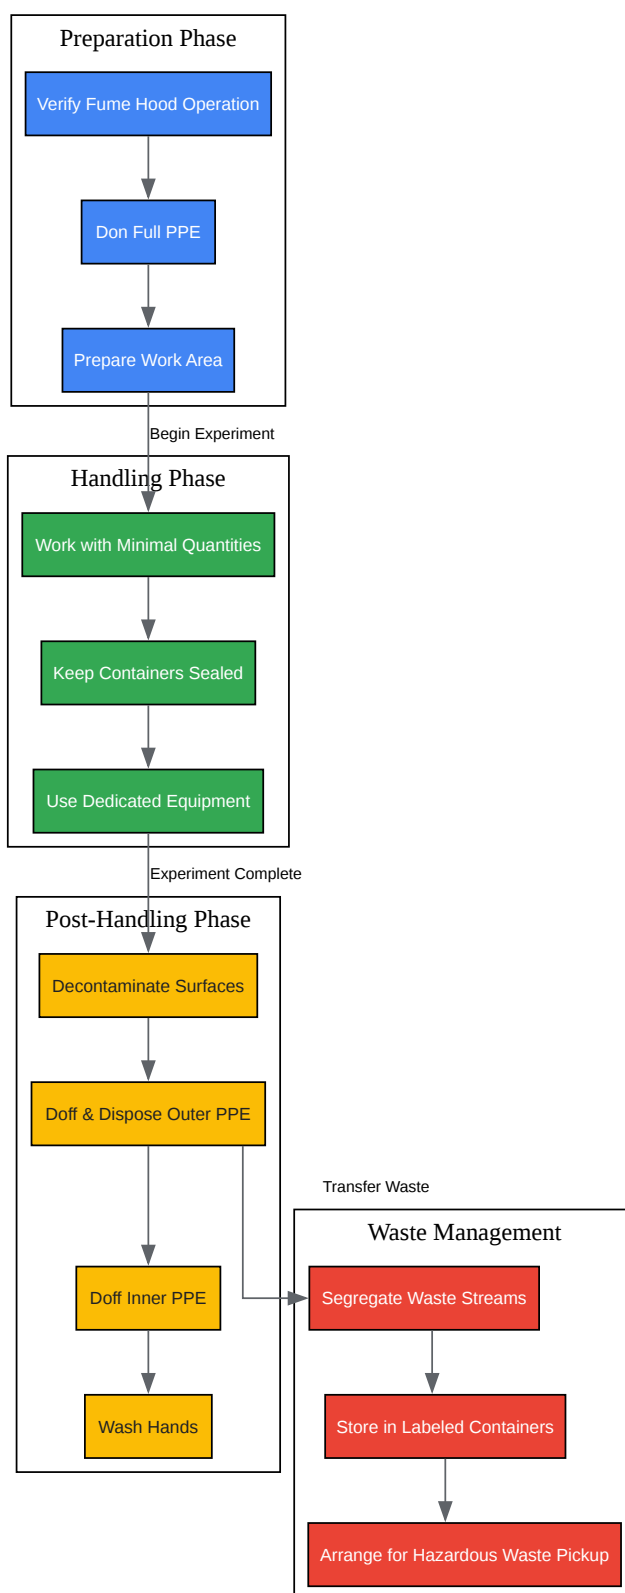 Preparation Phase
Verify Fume Hood Operation
Don Full PPE
Prepare Work Area
Begin Experiment
Handling Phase
Work with Minimal Quantities
Keep Containers Sealed
Use Dedicated Equipment
Experiment Complete
Post-Handling Phase
Decontaminate Surfaces
Doff & Dispose Outer PPE
Transfer Waste
Waste Management
Doff Inner PPE
Segregate Waste Streams
Wash Hands
Store in Labeled Containers
Arrange for Hazardous Waste Pickup